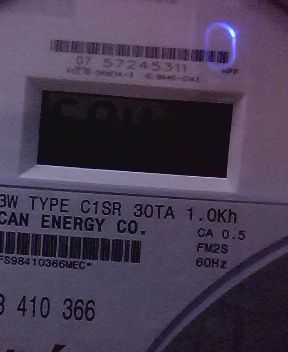 07 57245311
3W TYPE C1SR 30TA 1.0Kh
CAN ENERGY CO.
CA 0.5
FM2S
FS98410366MEC*
60Hz
3 410 366